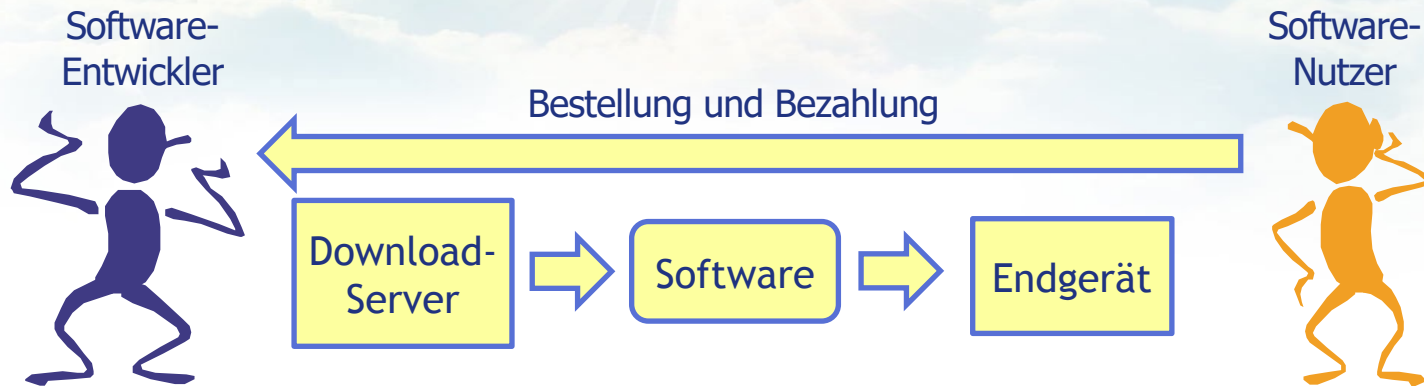 Software-
Entwickler
Software-
Nutzer
Bestellung und Bezahlung
Download-
Server
Software
Endgerät